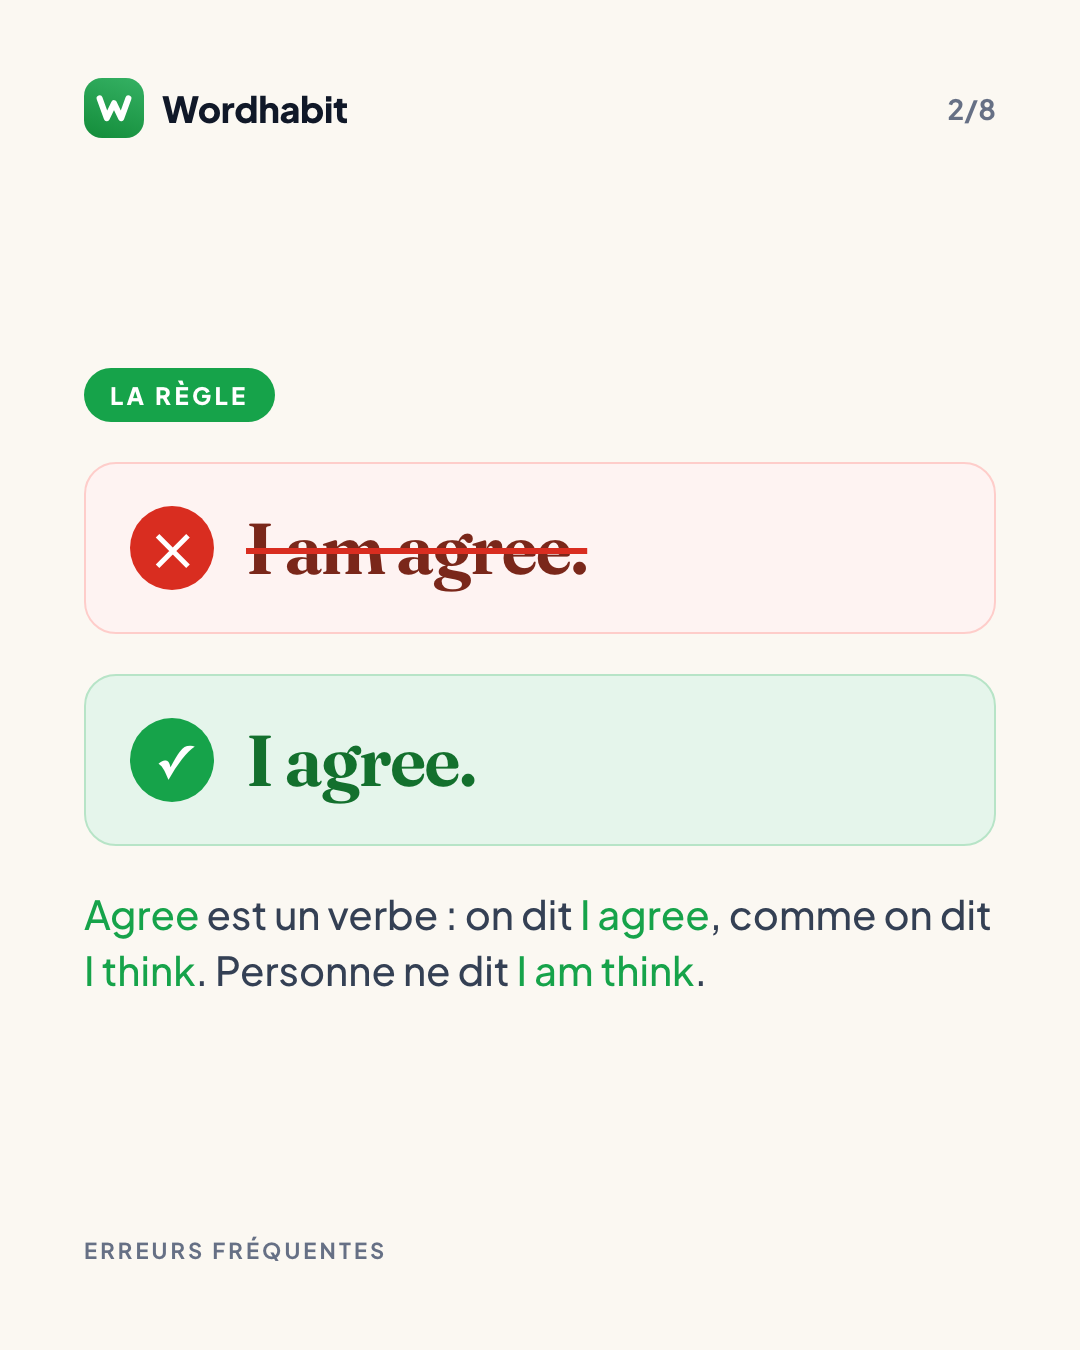 Wordhabit
2/8
LA RÈGLE
I am agree.
I agree.
Agree est un verbe : on dit I agree, comme on dit
I think. Personne ne dit I am think.
ERREURS FRÉQUENTES